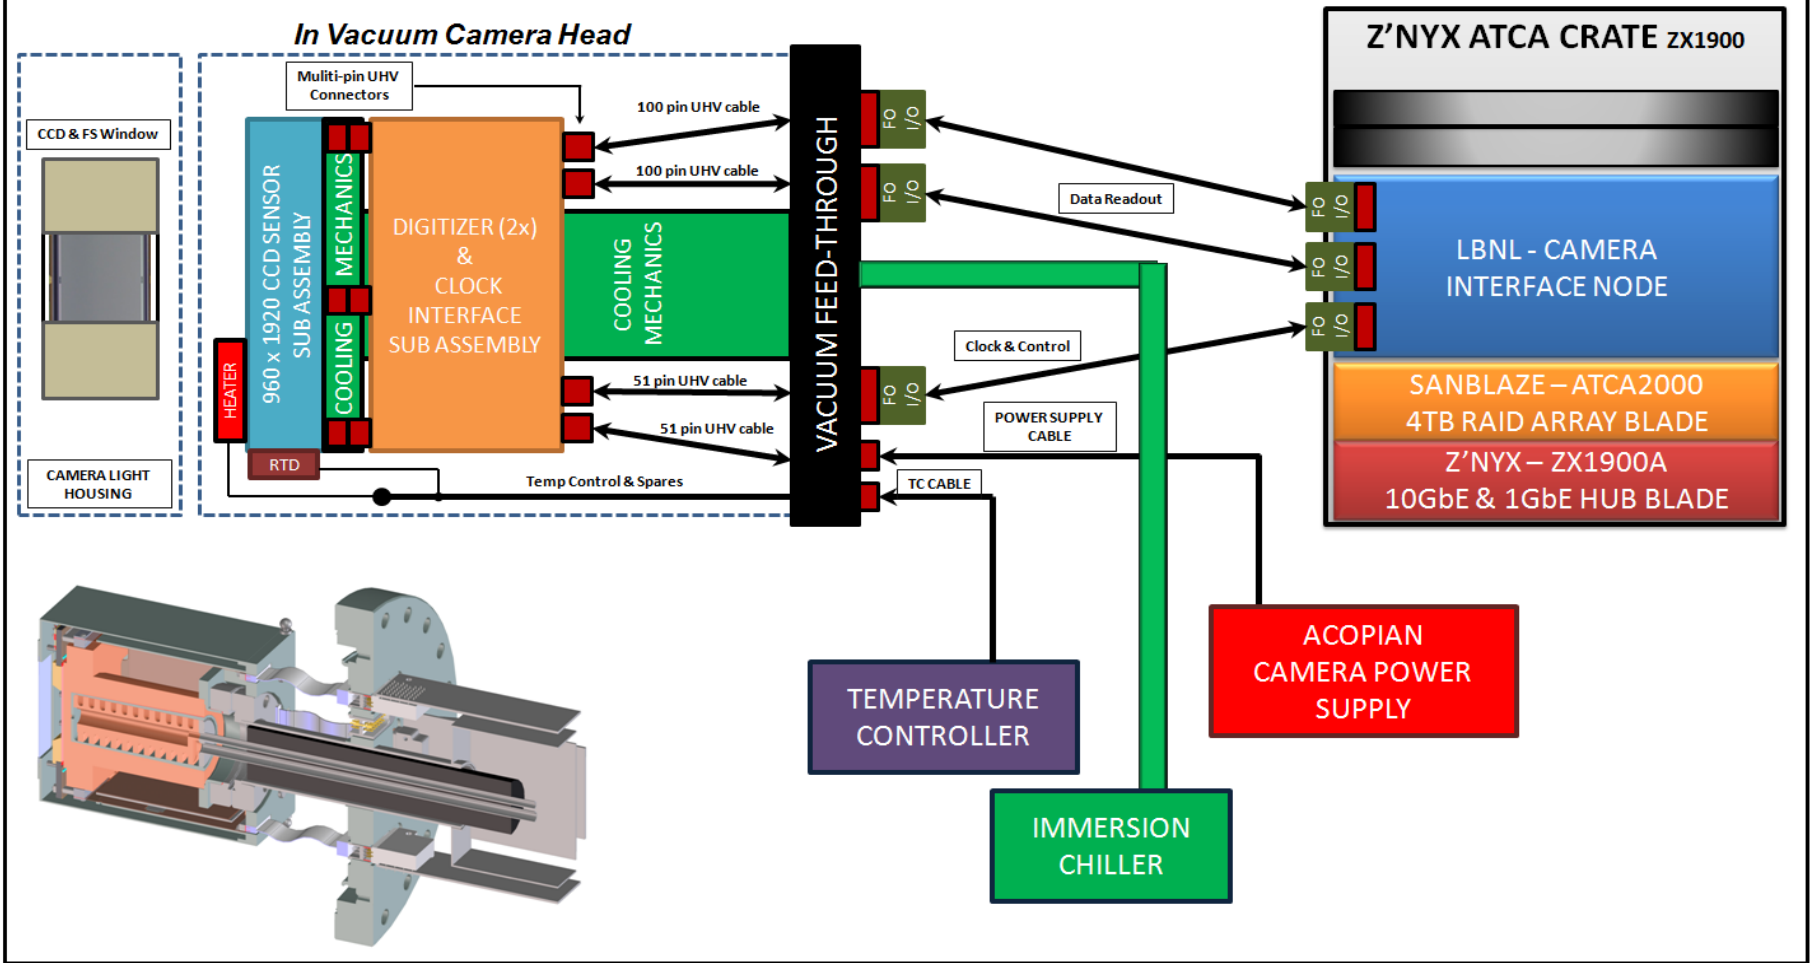 In Vacuum Camera Head
Z'NYX ATCA CRATE ZX1900
Muliti-pin UHV
Connectors
CCD & FS Window
CAMERA LIGHT
HOUSING
960 x 1920 CCD SENSOR
SUB ASSEMBLY
HEATER
RTD
COOLING MECHANICS
DIGITIZER (2x)
&
CLOCK
INTERFACE
SUB ASSEMBLY
100 pin UHV cable
100 pin UHV cable
COOLING
MECHANICS
51 pin UHV cable
51 pin UHV cable
Temp Control & Spares
VACUUM FEED-THROUGH
FO
I/O
FO
I/O
FO
I/O
Data Readout
Clock & Control
POWER SUPPLY
CABLE
TC CABLE
FO
I/O
FO
I/O
FO
I/O
LBNL - CAMERA
INTERFACE NODE
SANBLAZE – ATCA2000
4TB RAID ARRAY BLADE
Z'NYX – ZX1900A
10GbE & 1GbE HUB BLADE
TEMPERATURE
CONTROLLER
ACOPIAN
CAMERA POWER
SUPPLY
IMMERSION
CHILLER